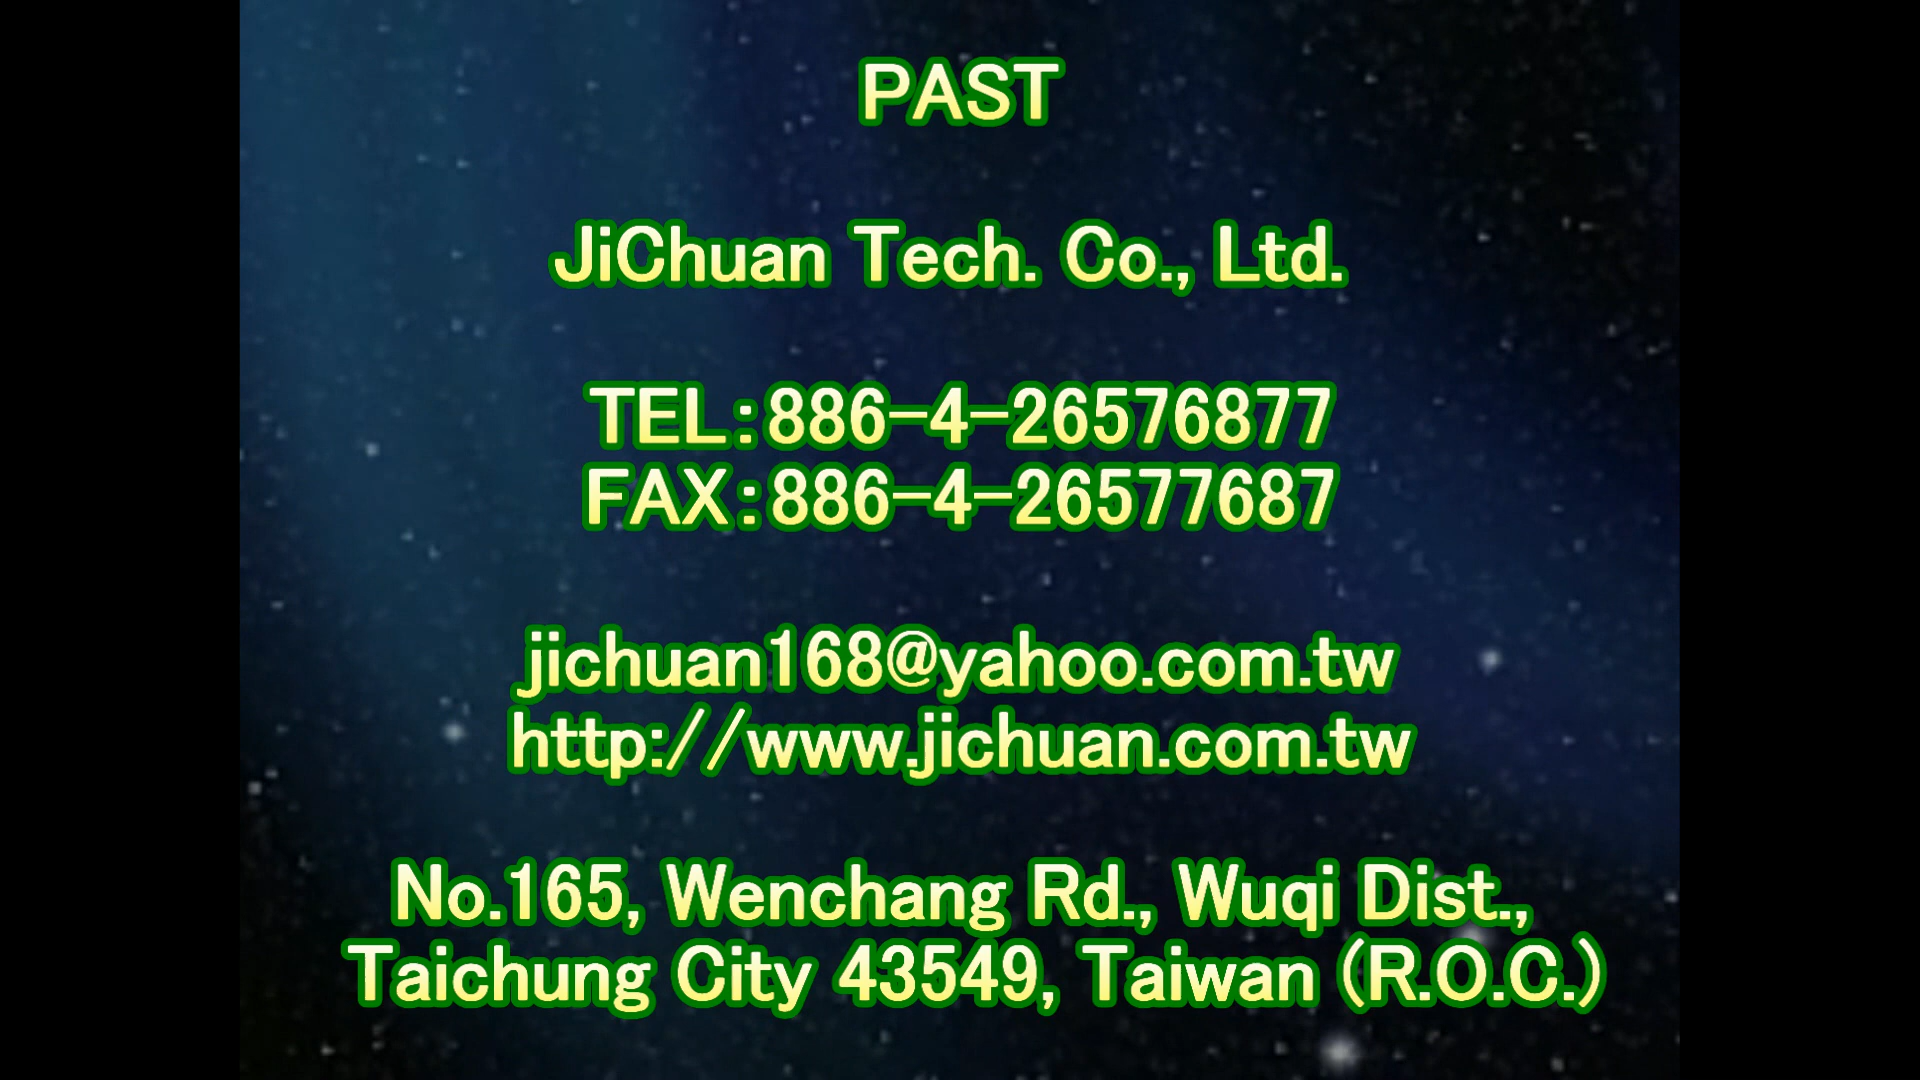 PAST
JiChuan Tech. Co., Ltd.
TEL:886-4-26576877
FAX:886-4-26577687
jichuan168@yahoo.com.tw
http://www.jichuan.com.tw
No.165, Wenchang Rd., Wuqi Dist.,
Taichung City 43549, Taiwan (R.O.C.)